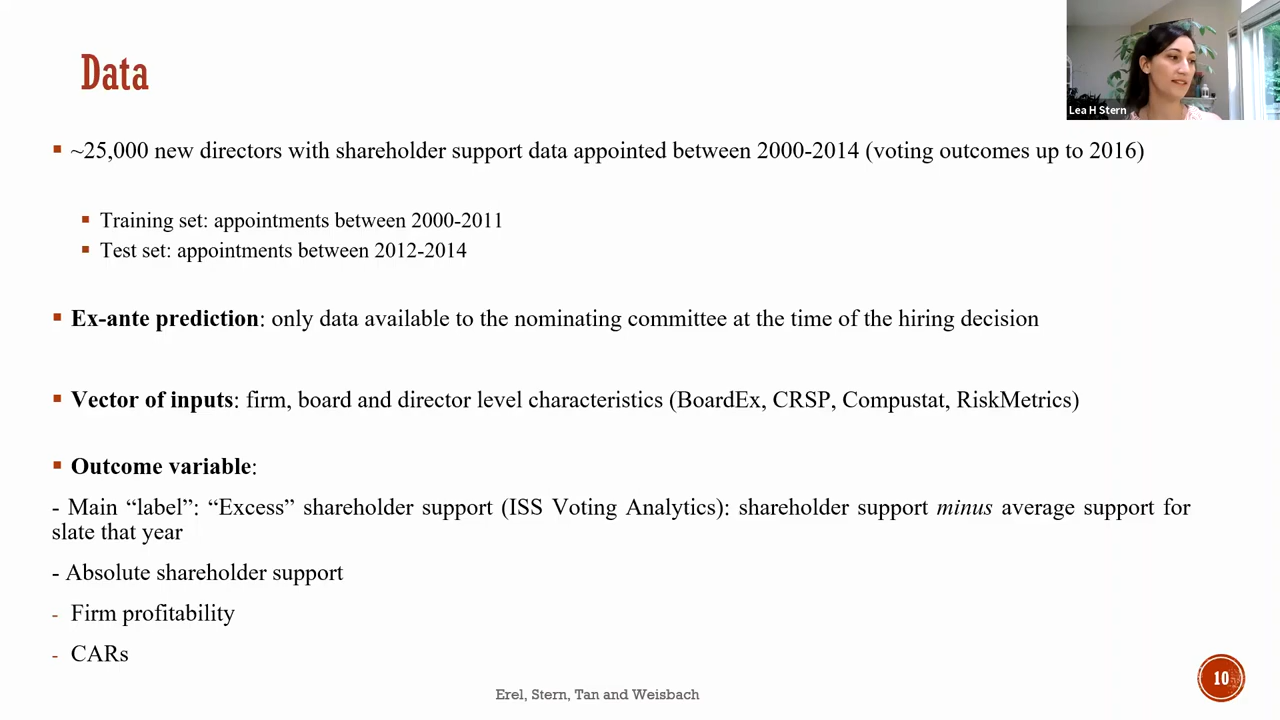 Data
Lea H Stern
▪ ~25,000 new directors with shareholder support data appointed between 2000-2014 (voting outcomes up to 2016)
▪ Training set: appointments between 2000-2011
▪ Test set: appointments between 2012-2014
▪ Ex-ante prediction: only data available to the nominating committee at the time of the hiring decision
▪ Vector of inputs: firm, board and director level characteristics (BoardEx, CRSP, Compustat, RiskMetrics)
▪ Outcome variable:
- Main “label”: “Excess” shareholder support (ISS Voting Analytics): shareholder support minus average support for
slate that year
- Absolute shareholder support
- Firm profitability
- CARs
Erel, Stern, Tan and Weisbach
10